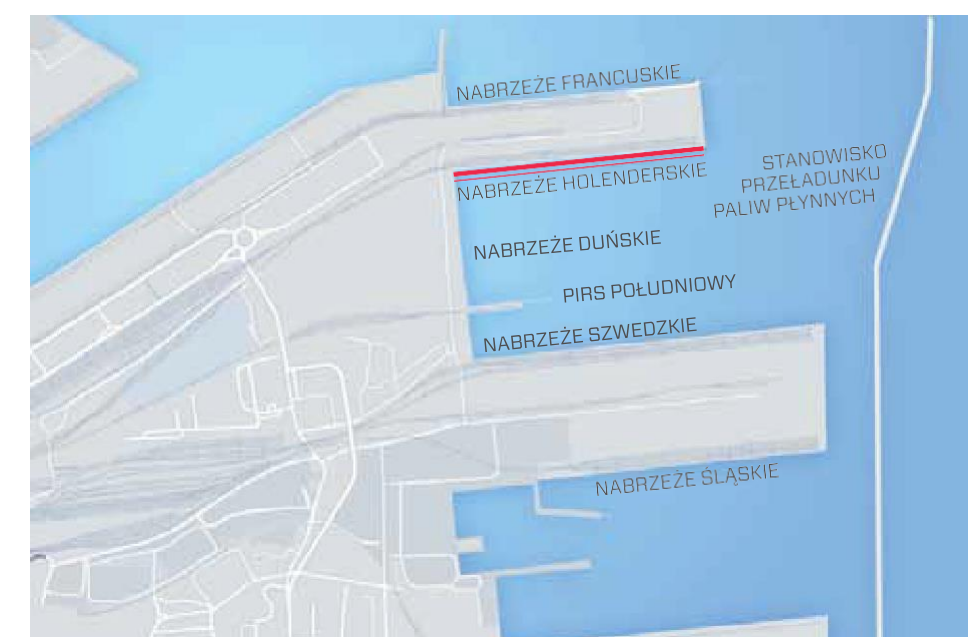 NABRZEŻE FRANCUSKIE
NABRZEŻE HOLENDERSKIE
STANOWISKO
PRZEŁADUNKU
PALIW PŁYNNYCH
NABRZEŻE DUŃSKIE
PIRS POŁUDNIOWY
NABRZEŻE SZWEDZKIE
NABRZEŻE ŚLĄSKIE